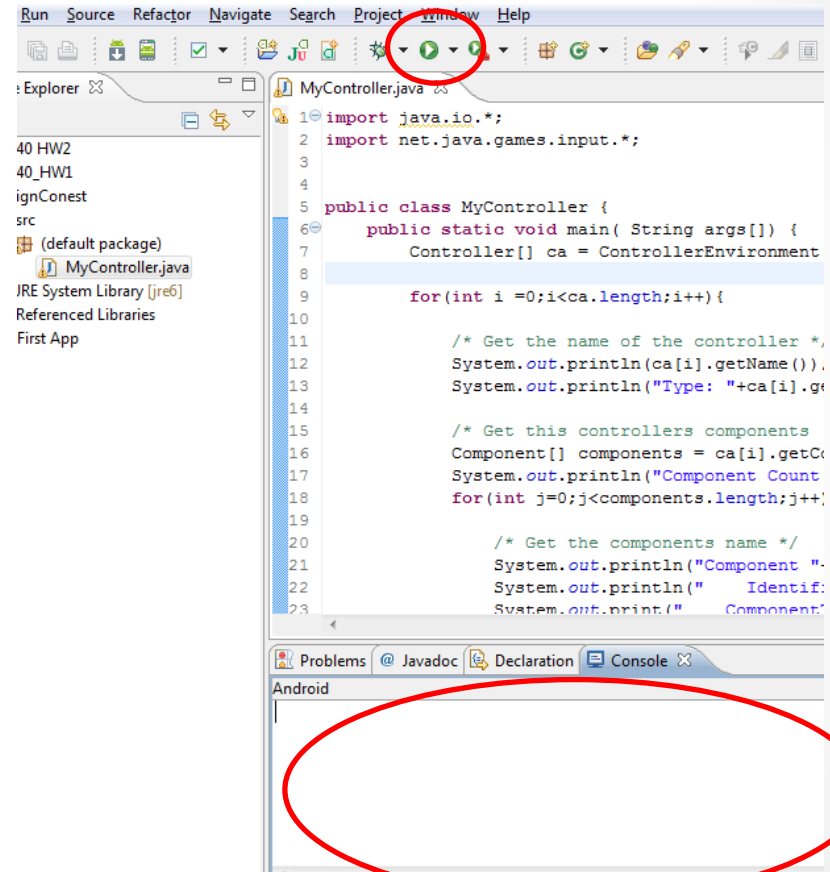 Run Source Refactor Navigate Search Project Window Help
Explorer
MyController.java
40 HW2
40_HW1
ignConest
src
(default package)
MyController.java
JRE System Library [jre6]
Referenced Libraries
First App
1 import java.io.*;
2 import net.java.games.input.*;
3
4
5 public class MyController {
6 public static void main( String args[]) {
7 Controller[] ca = ControllerEnvironment
8
9 for(int i =0;i<ca.length;i++){
10
11 /* Get the name of the controller */
12 System.out.println(ca[i].getName());
13 System.out.println("Type: "+ca[i].ge
14
15 /* Get this controllers components
16 Component[] components = ca[i].getCo
17 System.out.println("Component Count
18 for(int j=0;j<components.length;j++)
19
20 /* Get the components name */
21 System.out.println("Component "+
22 System.out.println(" Identifi
23 System.out.print(" Component
Problems @ Javadoc Declaration Console
Android